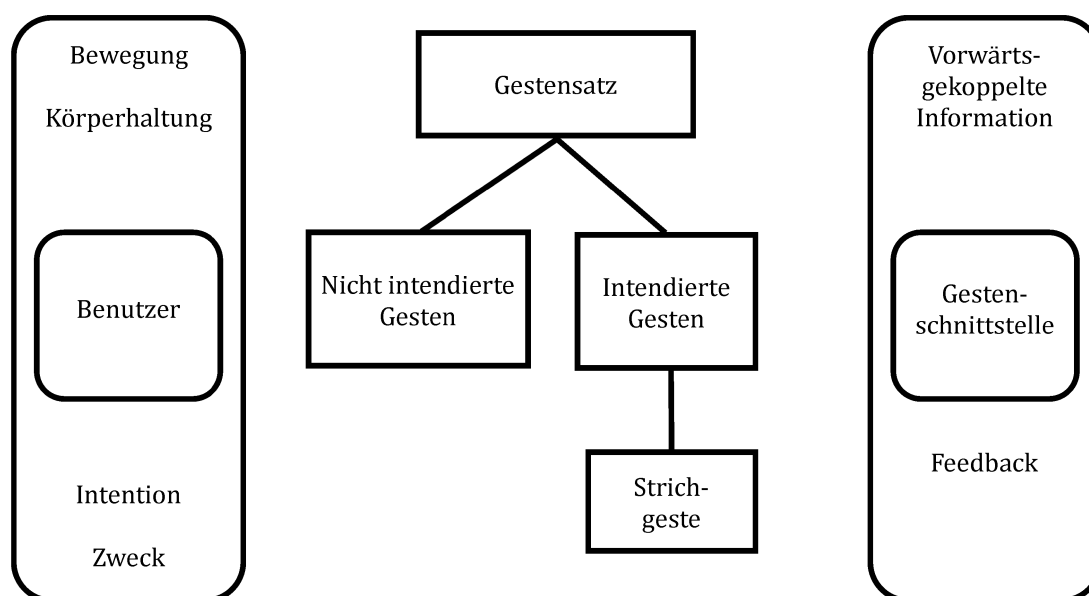 Bewegung
Körperhaltung
Benutzer
Intention
Zweck
Gestensatz
Nicht intendierte
Gesten
Intendierte
Gesten
Strich-
geste
Vorwärts-
gekoppelte
Information
Gesten-
schnittstelle
Feedback